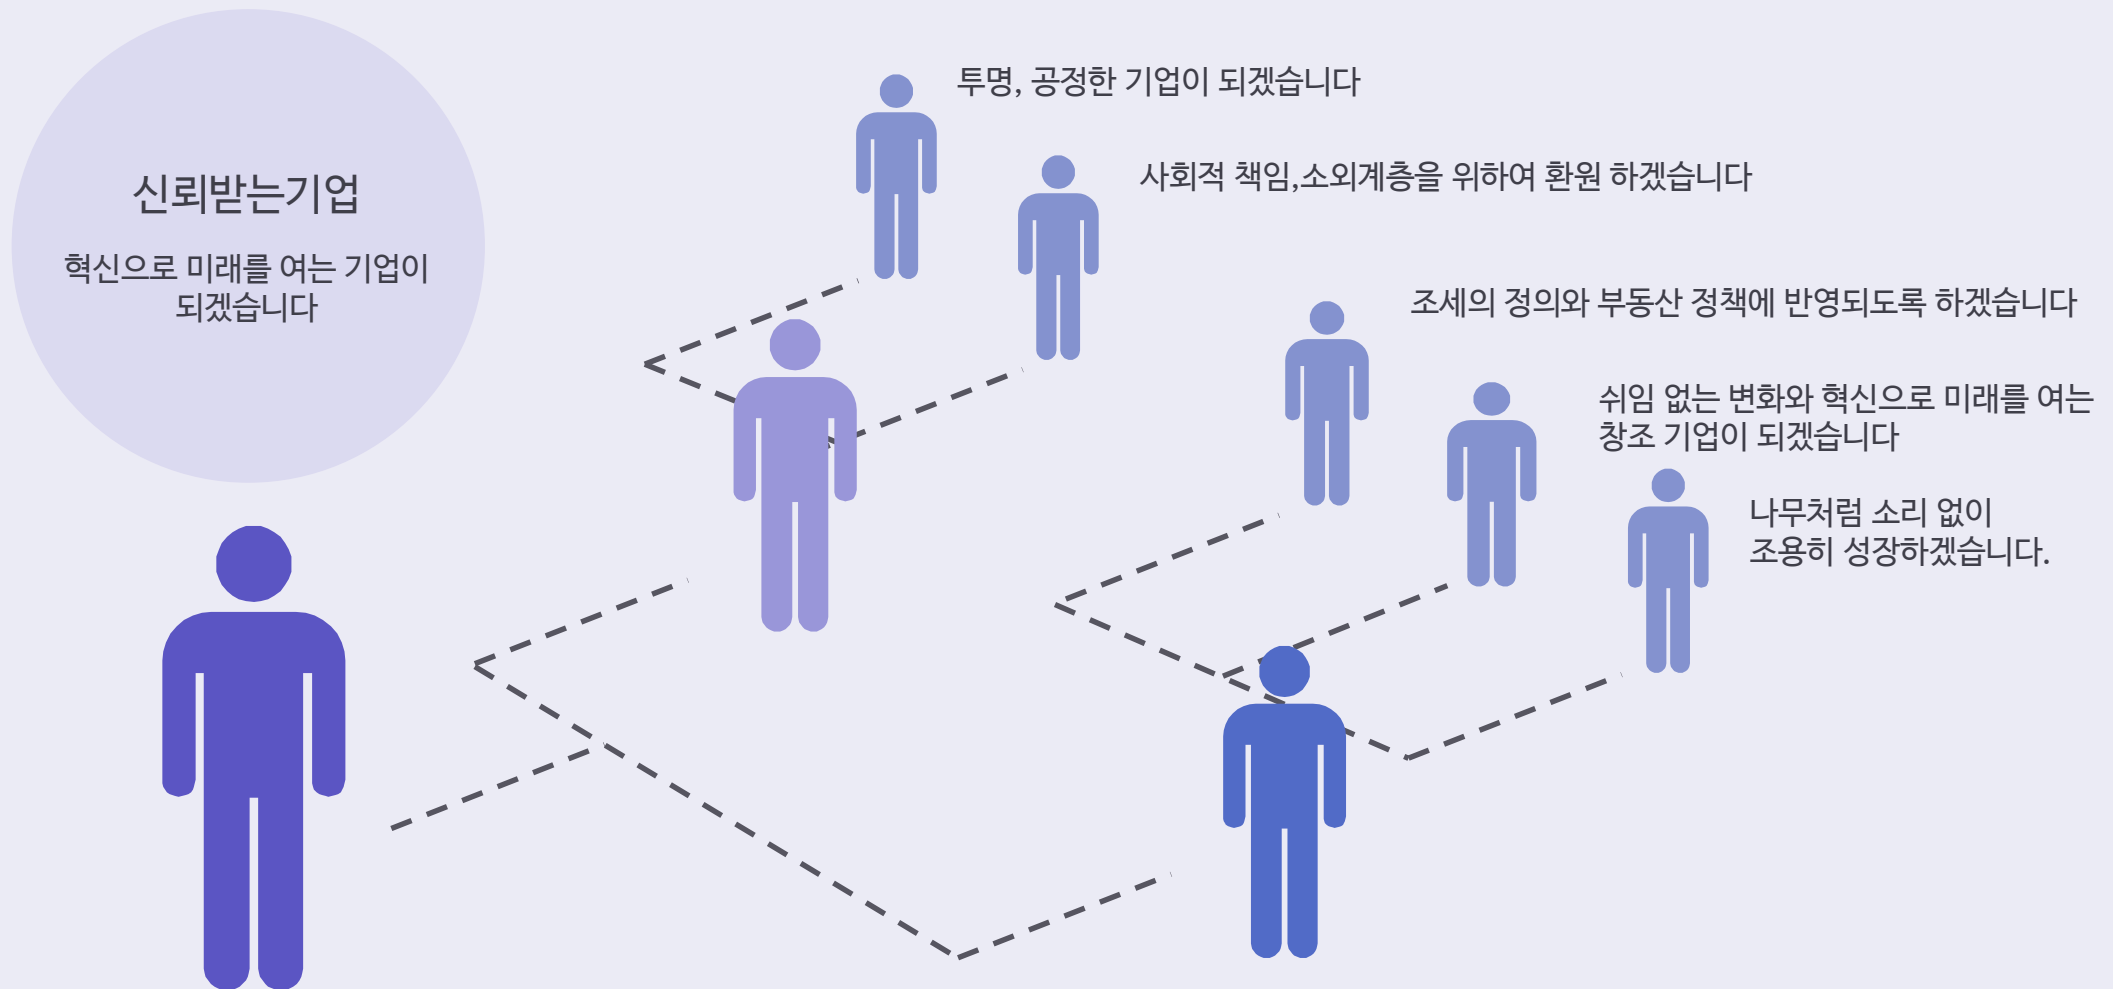 신뢰받는기업
혁신으로 미래를 여는 기업이
되겠습니다
투명, 공정한 기업이 되겠습니다
사회적 책임,소외계층을 위하여 환원 하겠습니다
조세의 정의와 부동산 정책에 반영되도록 하겠습니다
쉬임 없는 변화와 혁신으로 미래를 여는
창조 기업이 되겠습니다
나무처럼 소리 없이
조용히 성장하겠습니다.